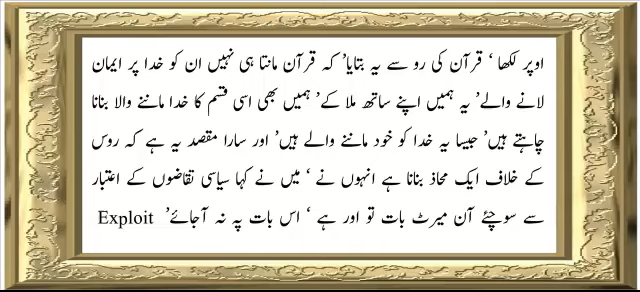 اوپر لکھا ‘ قرآن کی رو سے یہ بتایا’ کہ قرآن مانتا ہی نہیں ان کو خدا پر ایمان
لانے والے’ یہ ہمیں اپنے ساتھ ملا کے’ ہمیں بھی اسی قسم کا خدا ماننے والا بنانا
چاہتے ہیں’ جیسا یہ خدا کو خود ماننے والے ہیں’ اور سارا مقصد یہ ہے کہ روس
کے خلاف ایک محاذ بنانا ہے انہوں نے ‘ میں نے کہا سیاسی تقاضوں کے اعتبار
سے سوچئے آن میرٹ بات تو اور ہے ‘ اس بات پہ نہ آجائے’ Exploit